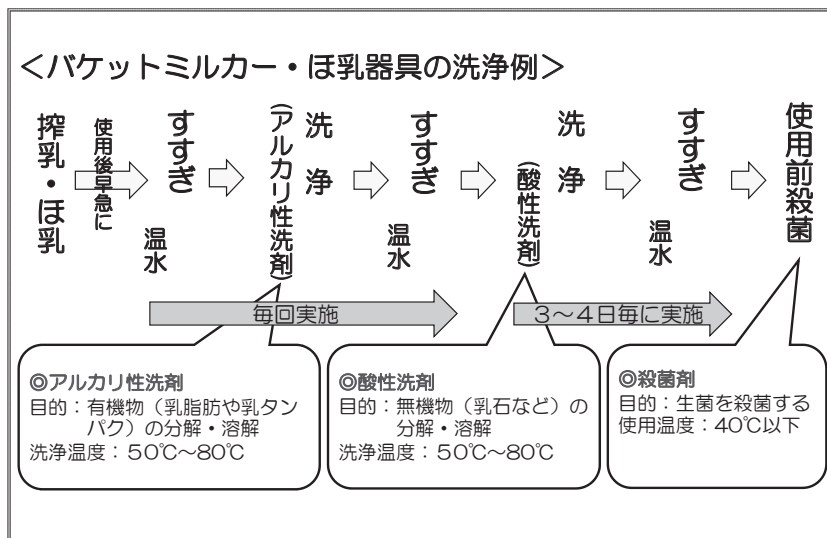 ＜バケットミルカー・ほ乳器具の洗浄例＞
搾乳・ほ乳
使用後早急に
すすぎ
温水
洗浄
（アルカリ性洗剤）
すすぎ
温水
洗浄
（酸性洗剤）
すすぎ
温水
使用前殺菌
毎回実施
３～４日毎に実施
◎アルカリ性洗剤
目的：有機物（乳脂肪や乳タン
パク）の分解・溶解
洗浄温度：５０℃～８０℃
◎酸性洗剤
目的：無機物（乳石など）の
分解・溶解
洗浄温度：５０℃～８０℃
◎殺菌剤
目的：生菌を殺菌する
使用温度：４０℃以下